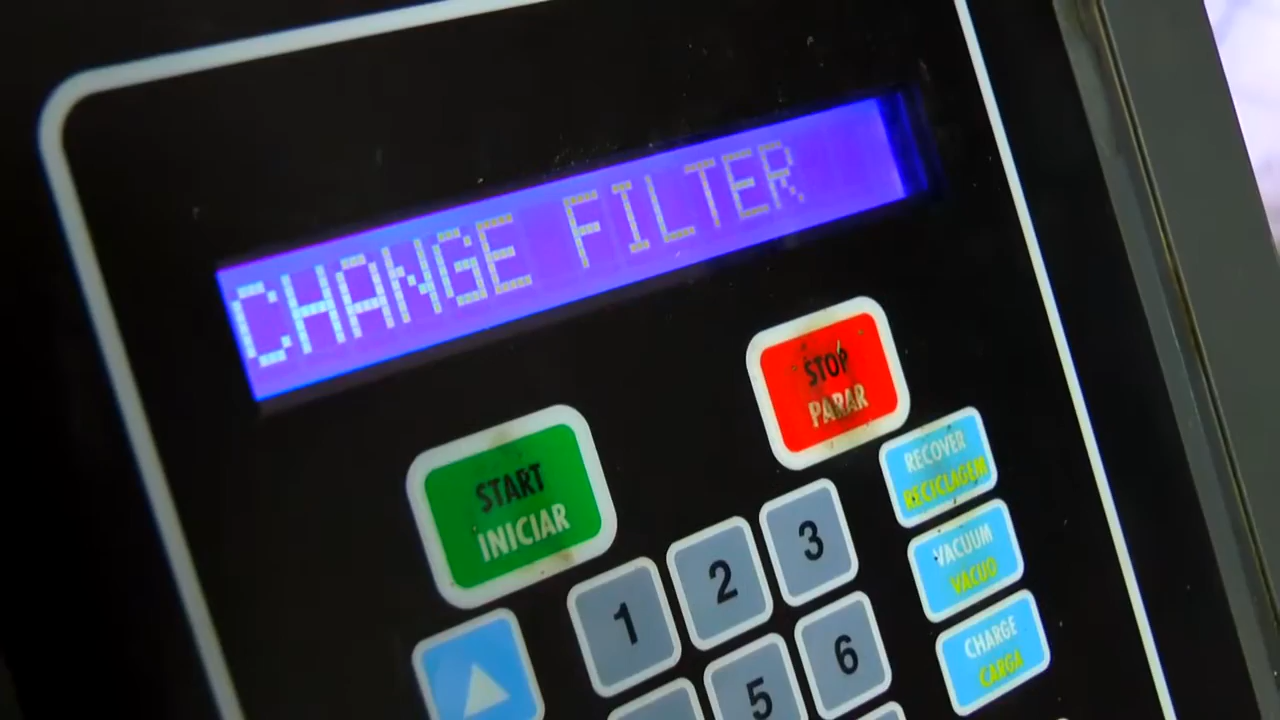 CHANGE FILTER
STOP
PARAR
START
INICIAR
RECOVER
RECICLAGEM
VACUUM
VACUO
CHARGE
CARGA
1
2
3
5
6